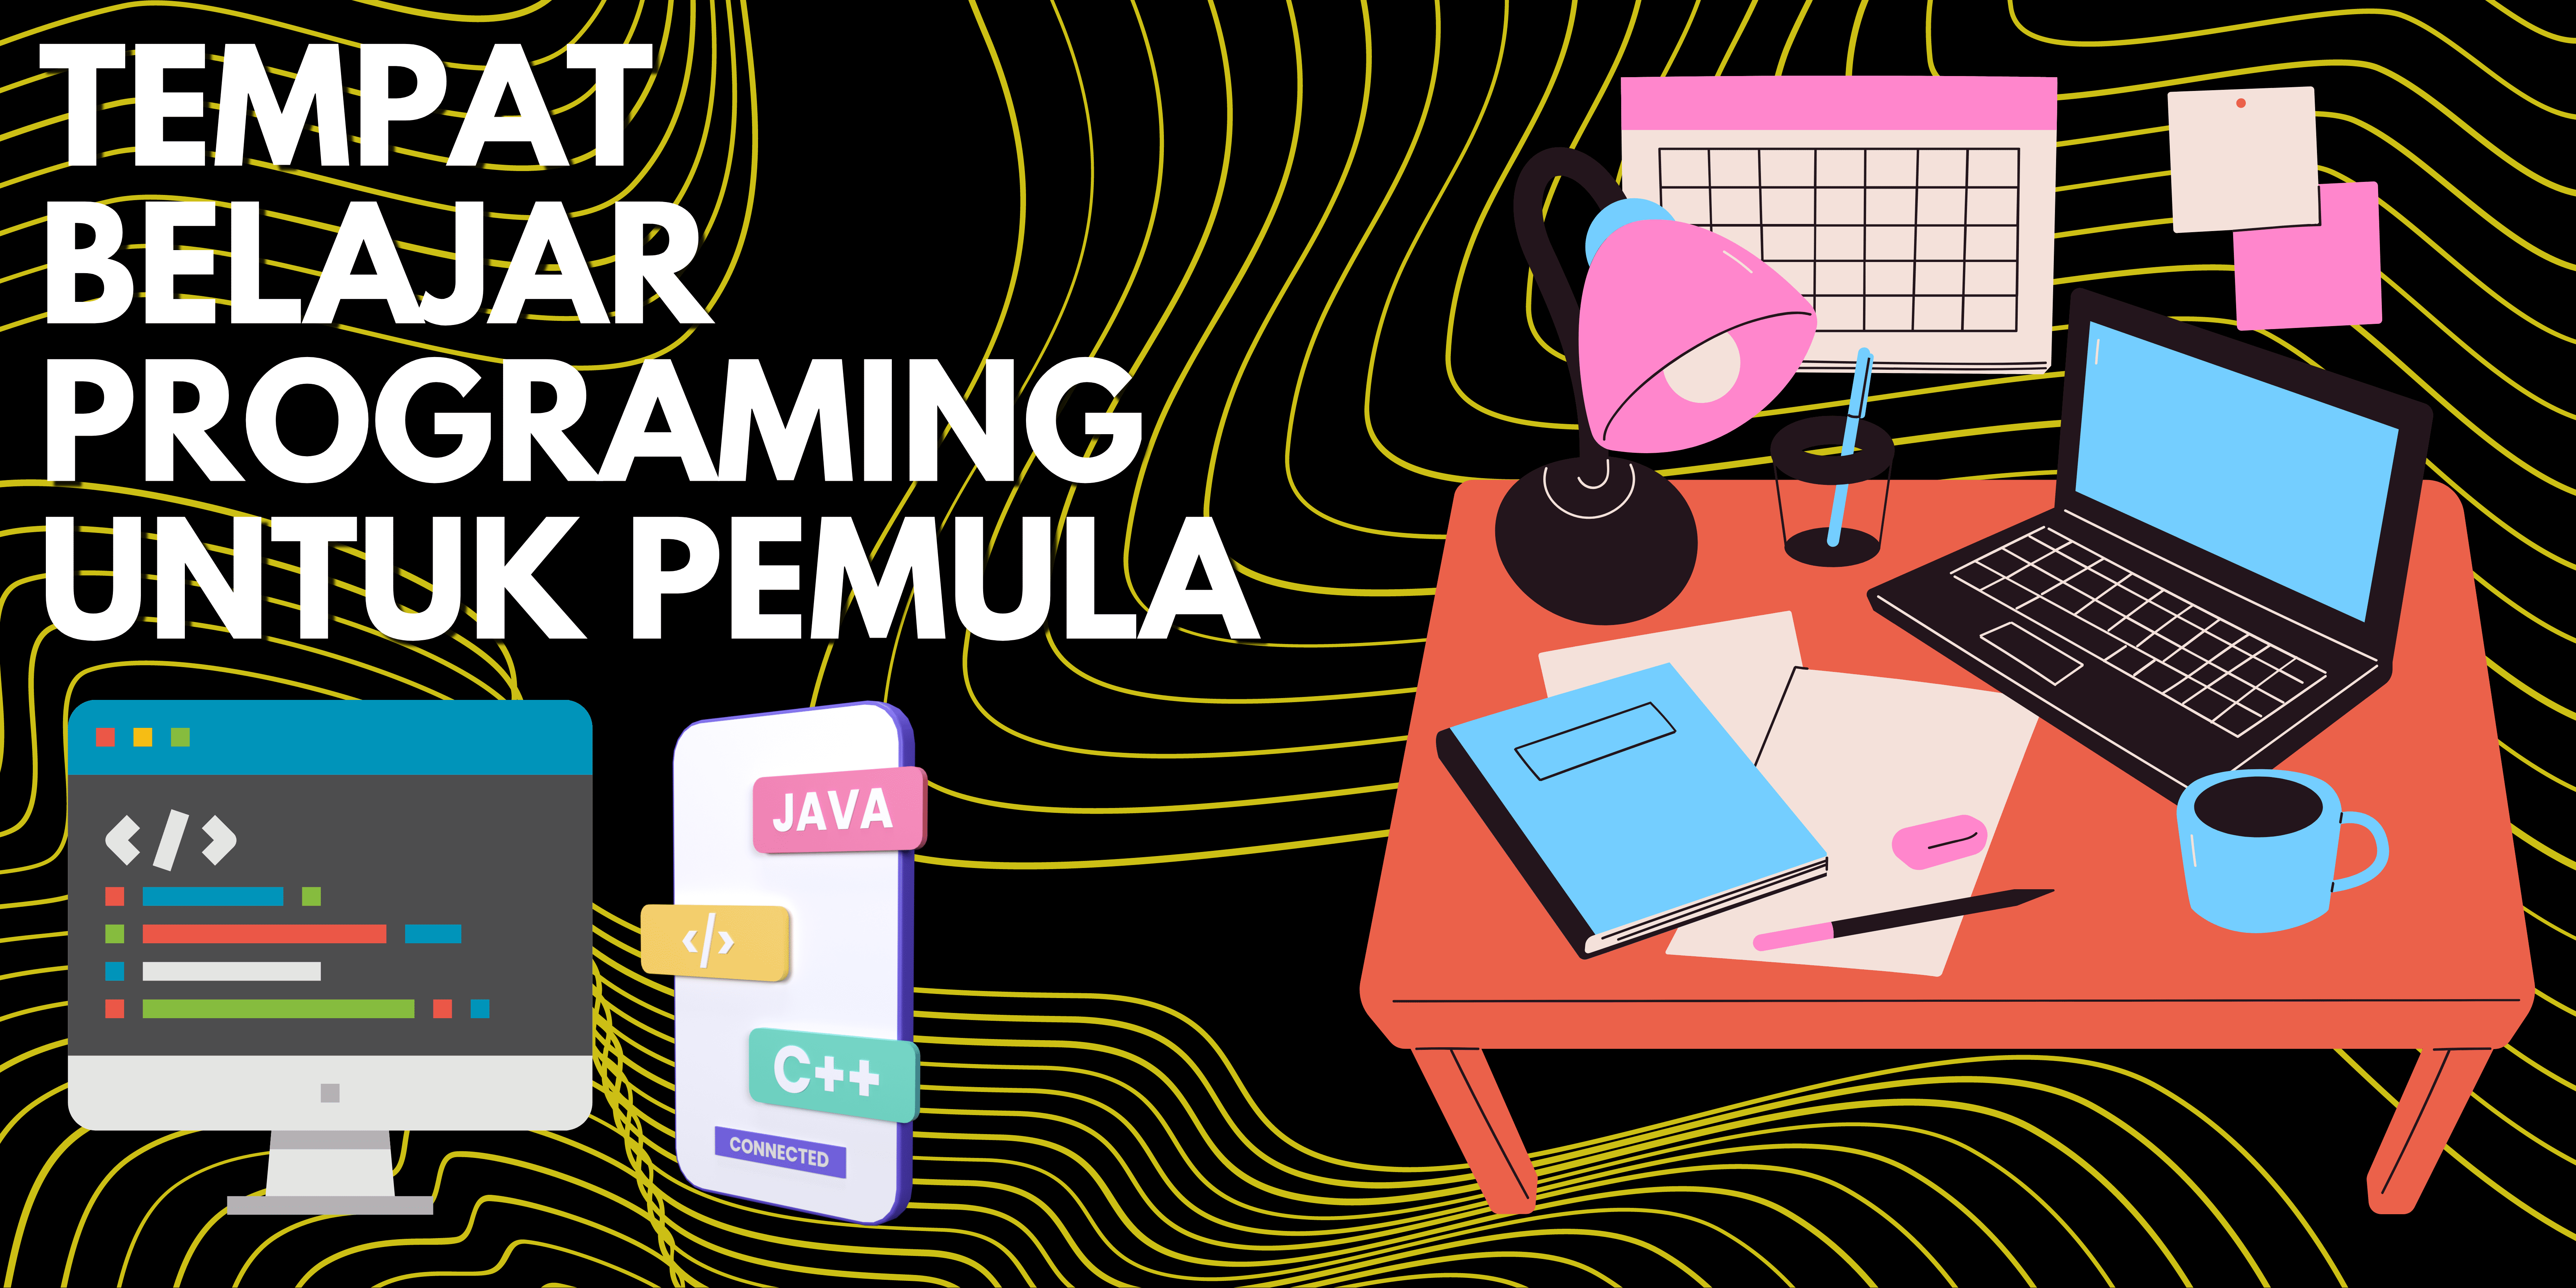 TEMPAT
BELAJAR
PROGRAMING
UNTUK PEMULA
</>
JAVA
</>
C++
CONNECTED